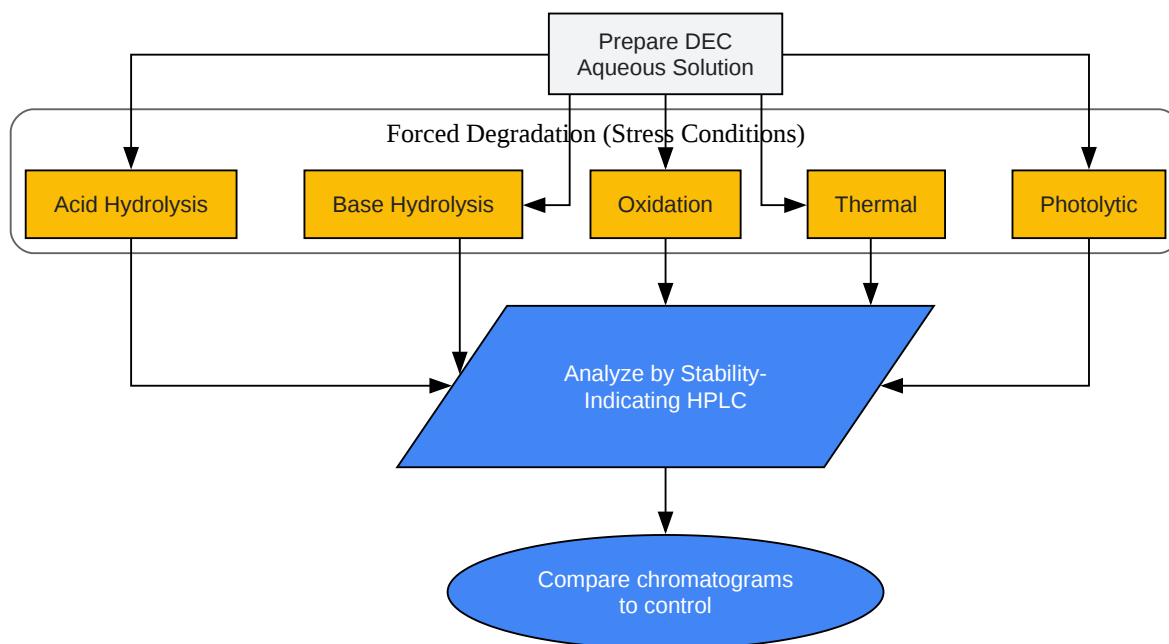 Prepare DEC
Aqueous Solution
Forced Degradation (Stress Conditions)
Acid Hydrolysis
Base Hydrolysis
Oxidation
Thermal
Photolytic
Analyze by Stability-
Indicating HPLC
Compare chromatograms
to control